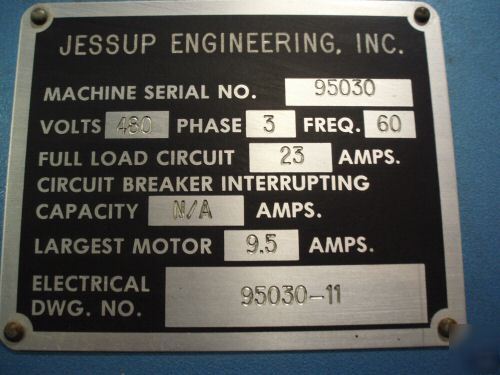 JESSUP ENGINEERING, INC.
MACHINE SERIAL NO. 95030
VOLTS 480 PHASE 3 FREQ. 60
FULL LOAD CIRCUIT 23 AMPS.
CIRCUIT BREAKER INTERRUPTING
CAPACITY N/A AMPS.
LARGEST MOTOR 9.5 AMPS.
ELECTRICAL
DWG. NO. 95030-11